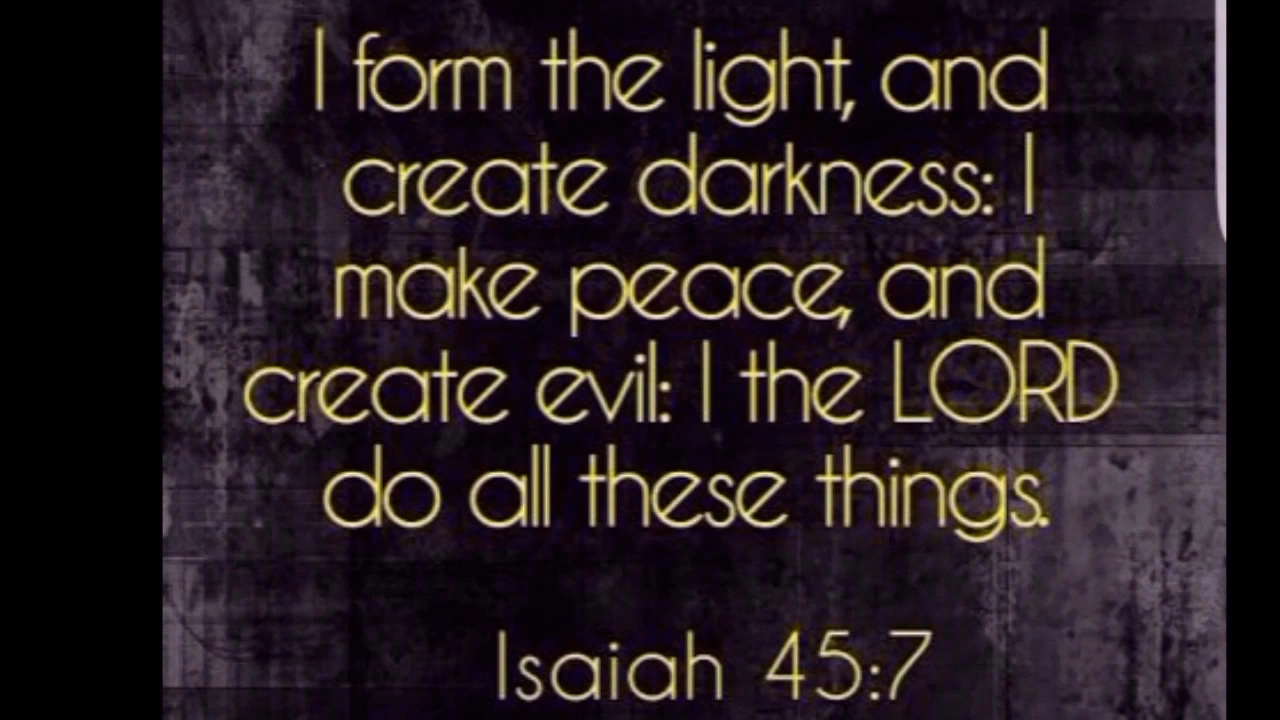 I form the light, and
create darkness: I
make peace, and
create evil: I the LORD
do all these things.
Isaiah 45:7